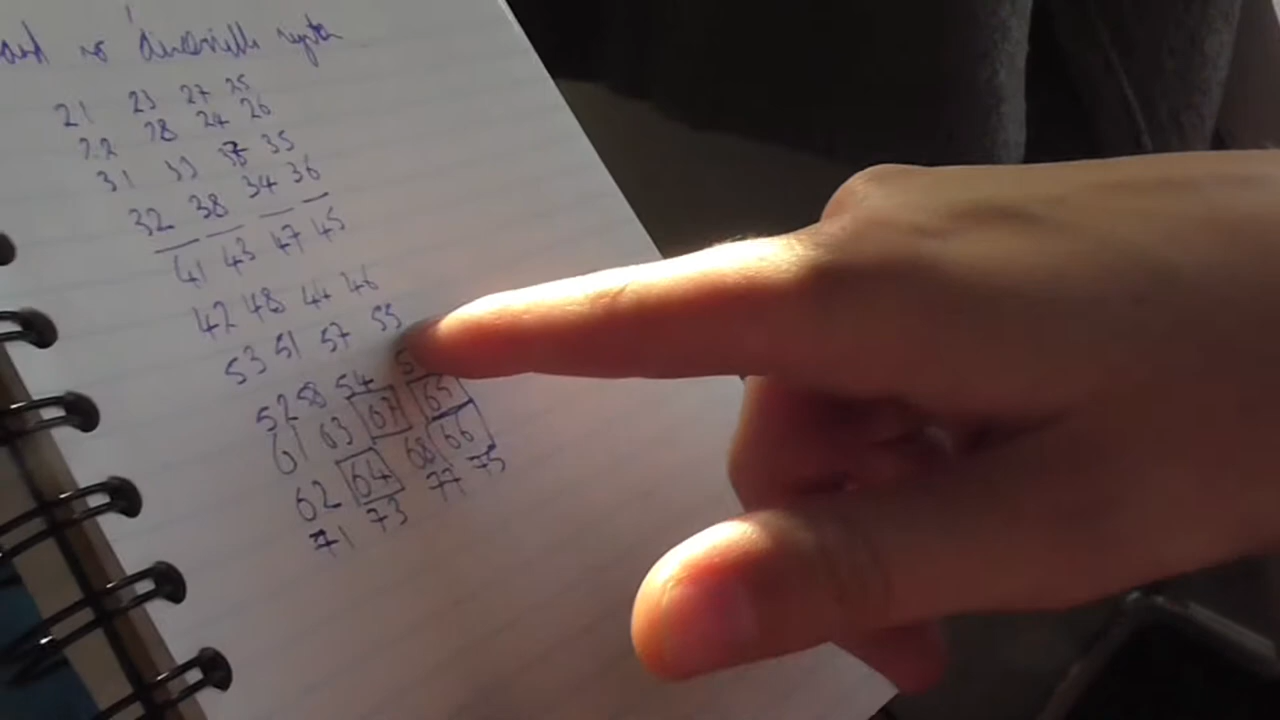 21 23 27 25
22 28 24 26
31 33 37 35
32 38 34 36
41 43 47 45
42 48 44 46
53 51 57 55
52 58 54 5
61 63 67 65
62 64 68 66
71 73 77 75